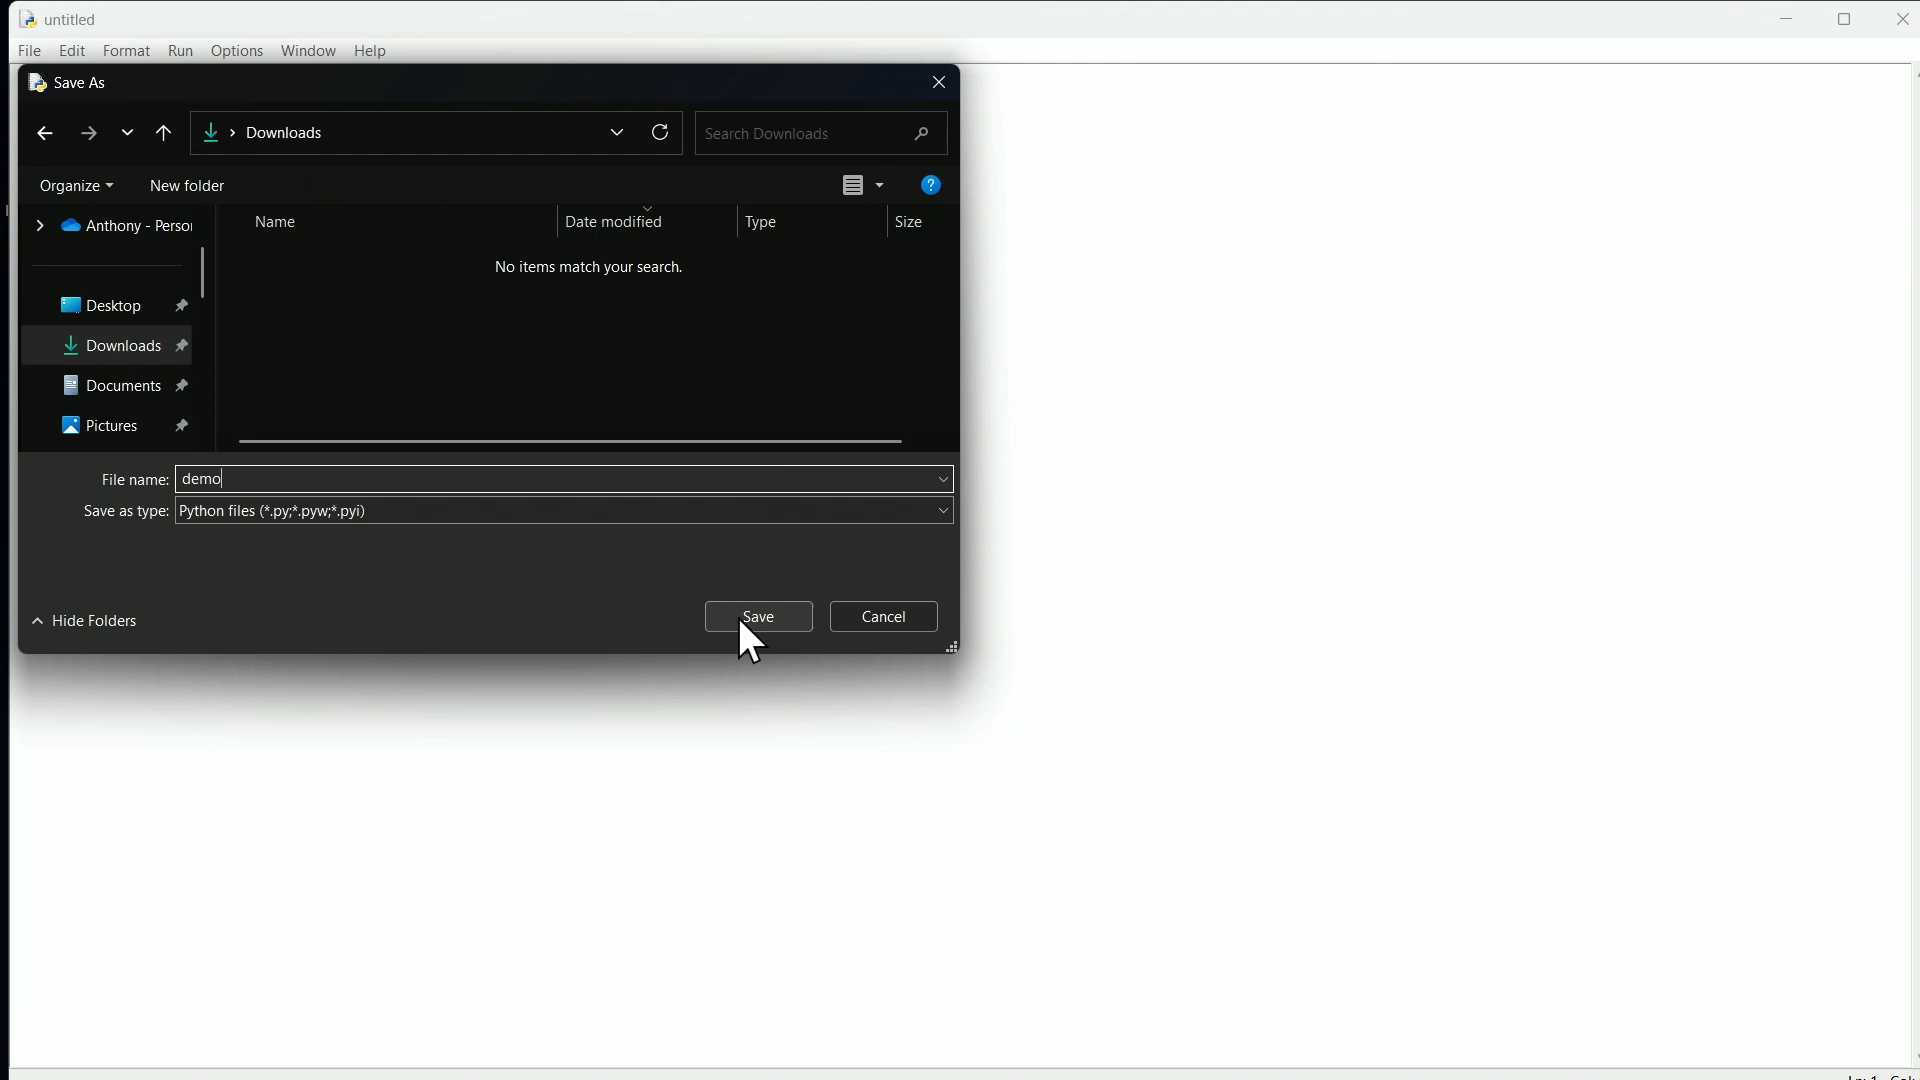 untitled
File Edit Format Run Options Window Help
Save As
Downloads
Search Downloads
Organize New folder
Name Date modified Type Size
Anthony - Person
No items match your search.
Desktop
Downloads
Documents
Pictures
File name: demo
Save as type: Python files (*.py;*.pyw;*.pyi)
Hide Folders
Save Cancel